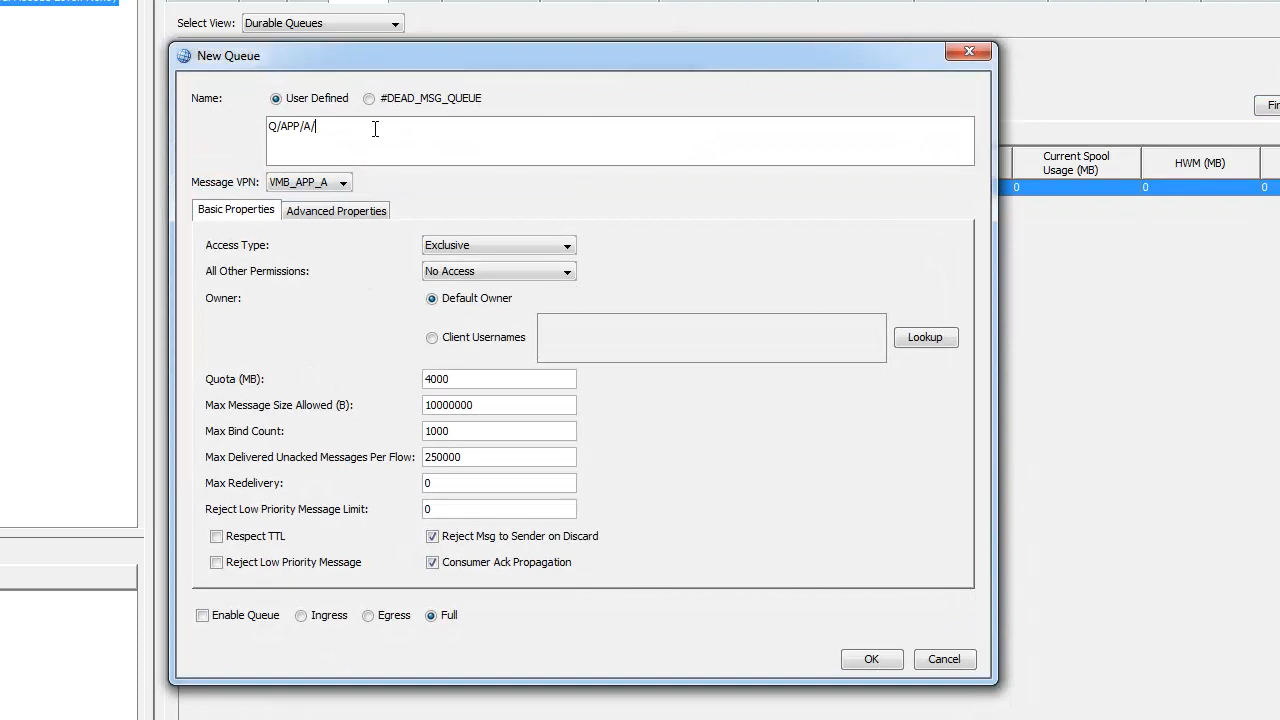 Select View: Durable Queues
New Queue
Name: User Defined #DEAD_MSG_QUEUE
Q/APP/A/
Message VPN: VMB_APP_A
Basic Properties Advanced Properties
Access Type: Exclusive
All Other Permissions: No Access
Owner: Default Owner
Client Usernames Lookup
Quota (MB): 4000
Max Message Size Allowed (B): 10000000
Max Bind Count: 1000
Max Delivered Unacked Messages Per Flow: 250000
Max Redelivery: 0
Reject Low Priority Message Limit: 0
Respect TTL Reject Msg to Sender on Discard
Reject Low Priority Message Consumer Ack Propagation
Enable Queue Ingress Egress Full
OK Cancel
Current Spool
Usage (MB) HWM (MB)
0 0 0